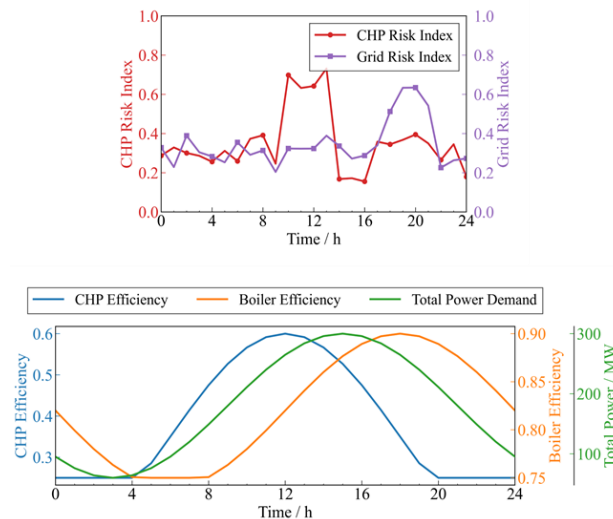 CHP Risk Index
Grid Risk Index
1.0
0.8
0.6
0.4
0.2
0.0
CHP Risk Index
1.0
0.8
0.6
0.4
0.2
0.0
Grid Risk Index
0 4 8 12 16 20 24
Time / h
CHP Efficiency Boiler Efficiency Total Power Demand
0.6
0.5
0.4
0.3
CHP Efficiency
0.90
0.85
0.80
0.75
Boiler Efficiency
300
200
100
Total Power / MW
0 4 8 12 16 20 24
Time / h